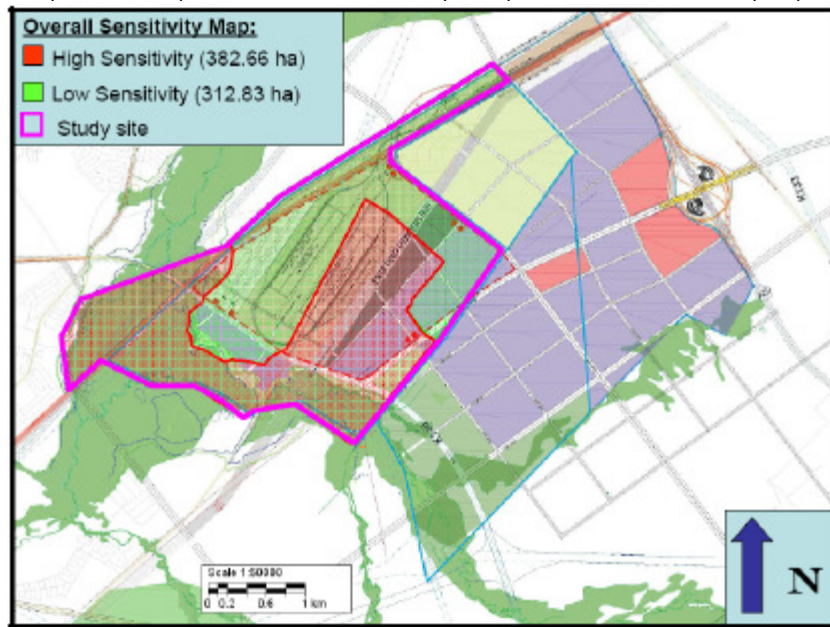 Overall Sensitivity Map:
High Sensitivity (382.66 ha)
Low Sensitivity (312.83 ha)
Study site
R133
Scale 1:50000
0 0.2 0.6 1 km
N